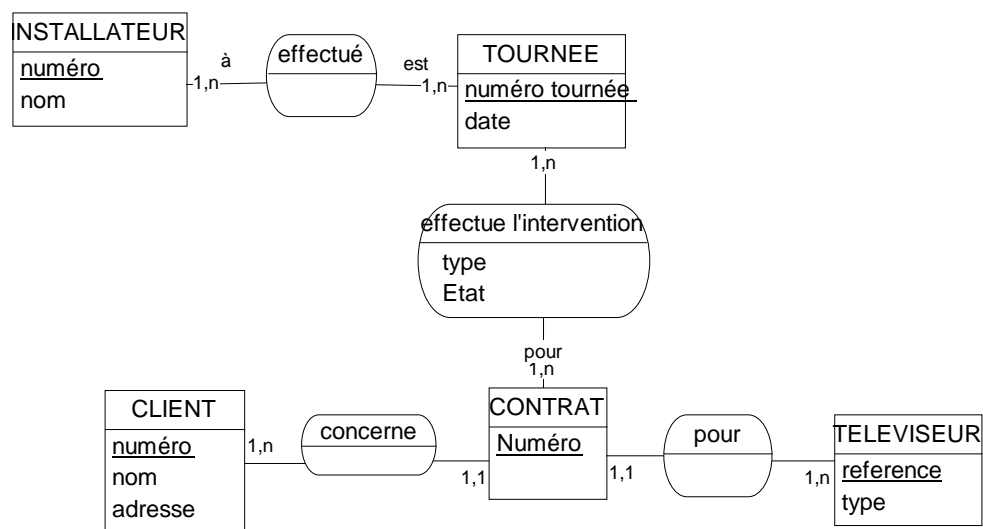 INSTALLATEUR
numéro
nom
1,n
à
effectué
est
1,n
TOURNEE
numéro tournée
date
1,n
effectue l'intervention
type
Etat
pour
1,n
CLIENT
numéro
nom
adresse
1,n
concerne
1,1
CONTRAT
Numéro
1,1
pour
1,n
TELEVISEUR
reference
type